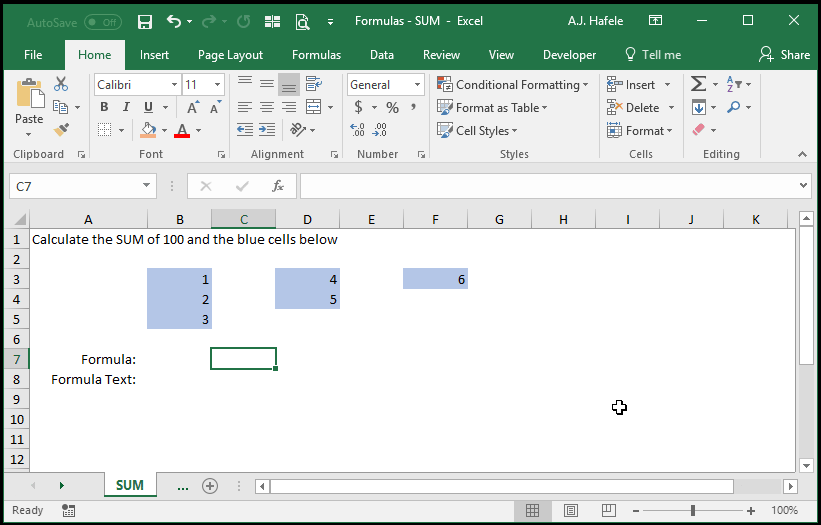 AutoSave Off Formulas - SUM - Excel A.J. Hafele
File Home Insert Page Layout Formulas Data Review View Developer Tell me Share
Calibri 11 General Conditional Formatting Insert
Paste B I U A A $ % , Format as Table Delete
A Cell Styles Format
Clipboard Font Alignment Number Styles Cells Editing
C7 fx
A B C D E F G H I J K
1 Calculate the SUM of 100 and the blue cells below
2
3 1 4 6
4 2 5
5 3
6
7 Formula:
8 Formula Text:
9
10
11
12
SUM ...
Ready 100%